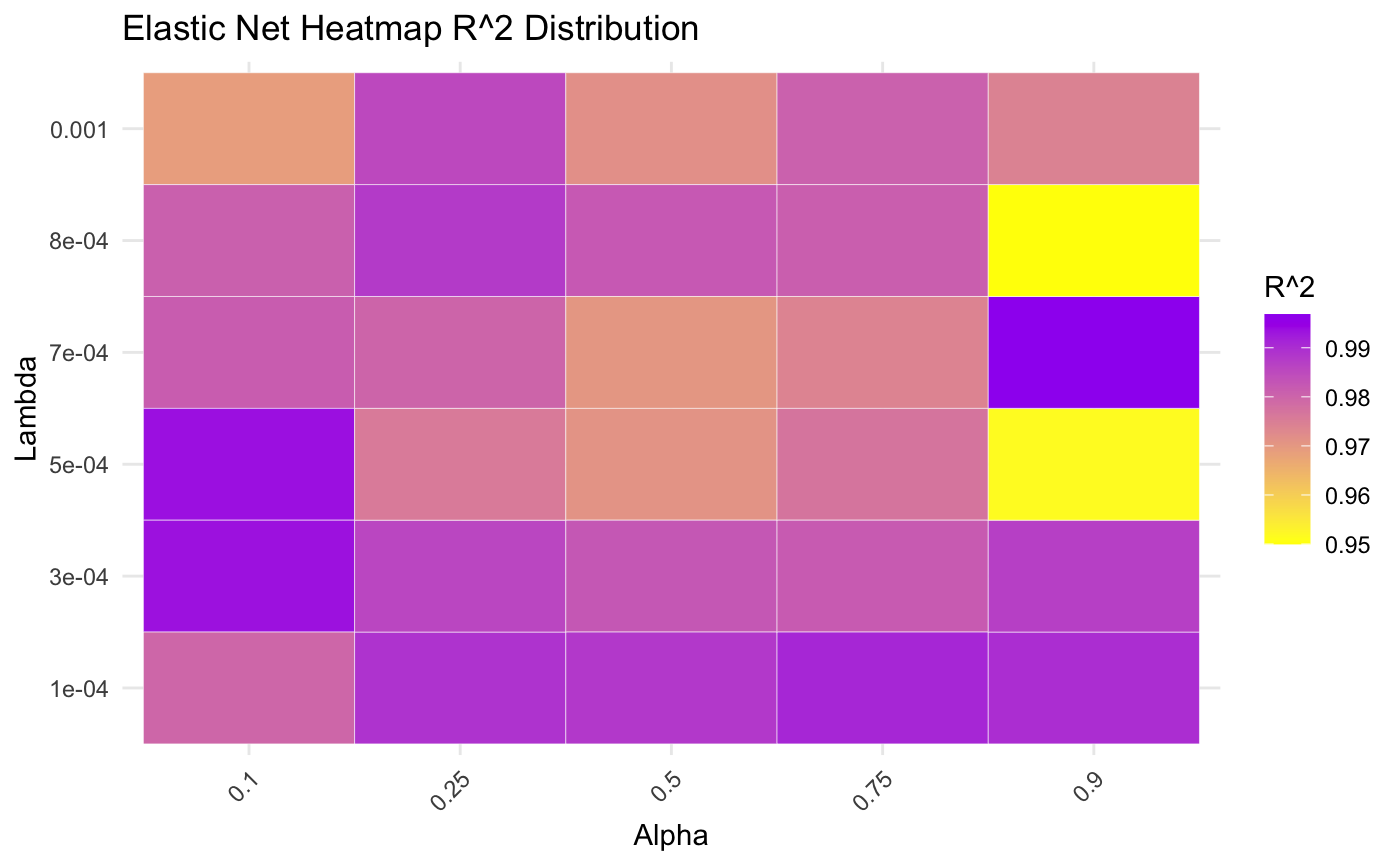 Elastic Net Heatmap R^2 Distribution
Lambda
0.001
8e-04
7e-04
5e-04
3e-04
1e-04
0.1
0.25
0.5
0.75
0.9
Alpha
R^2
0.99
0.98
0.97
0.96
0.95